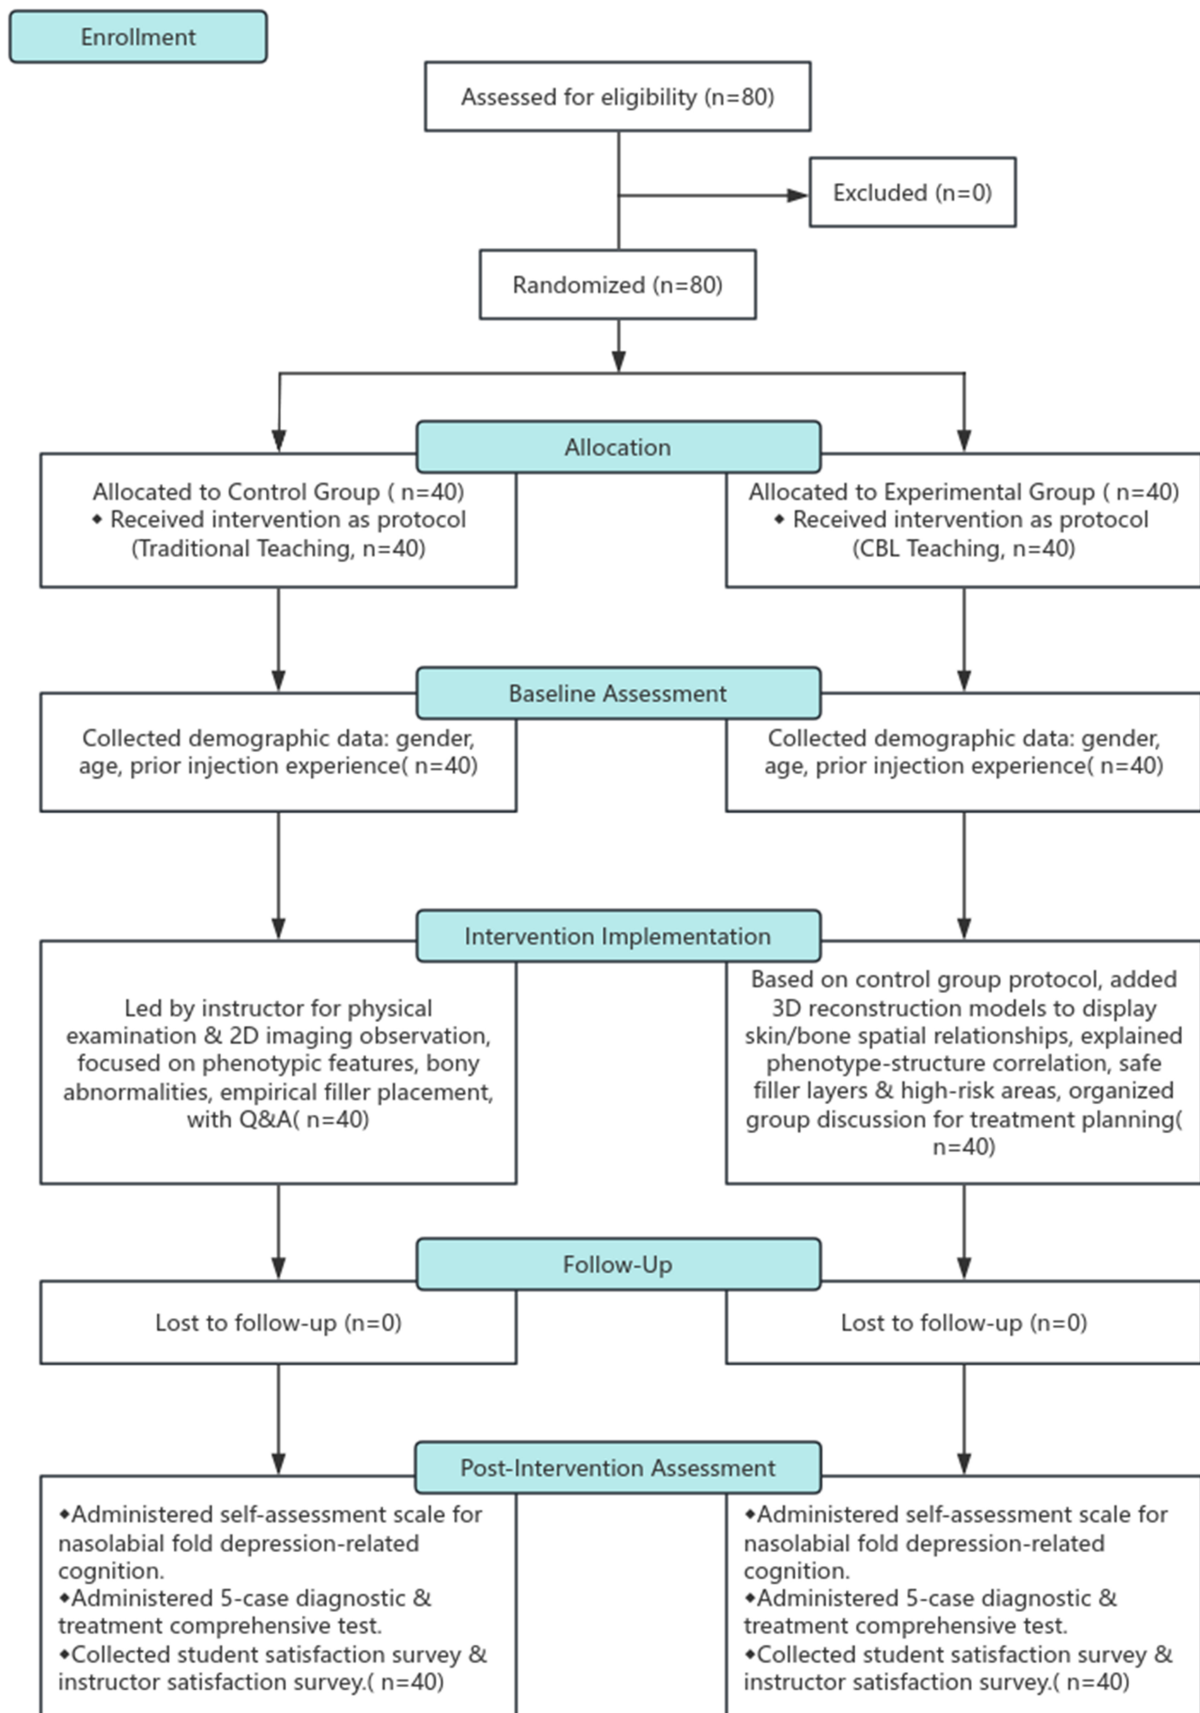 Enrollment
Assessed for eligibility (n=80)
Excluded (n=0)
Randomized (n=80)
Allocation
Allocated to Control Group ( n=40)
◆ Received intervention as protocol
(Traditional Teaching, n=40)
Allocated to Experimental Group ( n=40)
◆ Received intervention as protocol
(CBL Teaching, n=40)
Baseline Assessment
Collected demographic data: gender,
age, prior injection experience( n=40)
Collected demographic data: gender,
age, prior injection experience( n=40)
Intervention Implementation
Led by instructor for physical
examination & 2D imaging observation,
focused on phenotypic features, bony
abnormalities, empirical filler placement,
with Q&A( n=40)
Based on control group protocol, added
3D reconstruction models to display
skin/bone spatial relationships, explained
phenotype-structure correlation, safe
filler layers & high-risk areas, organized
group discussion for treatment planning(
n=40)
Follow-Up
Lost to follow-up (n=0)
Lost to follow-up (n=0)
Post-Intervention Assessment
◆Administered self-assessment scale for
nasolabial fold depression-related
cognition.
◆Administered 5-case diagnostic &
treatment comprehensive test.
◆Collected student satisfaction survey &
instructor satisfaction survey.( n=40)
◆Administered self-assessment scale for
nasolabial fold depression-related
cognition.
◆Administered 5-case diagnostic &
treatment comprehensive test.
◆Collected student satisfaction survey &
instructor satisfaction survey.( n=40)